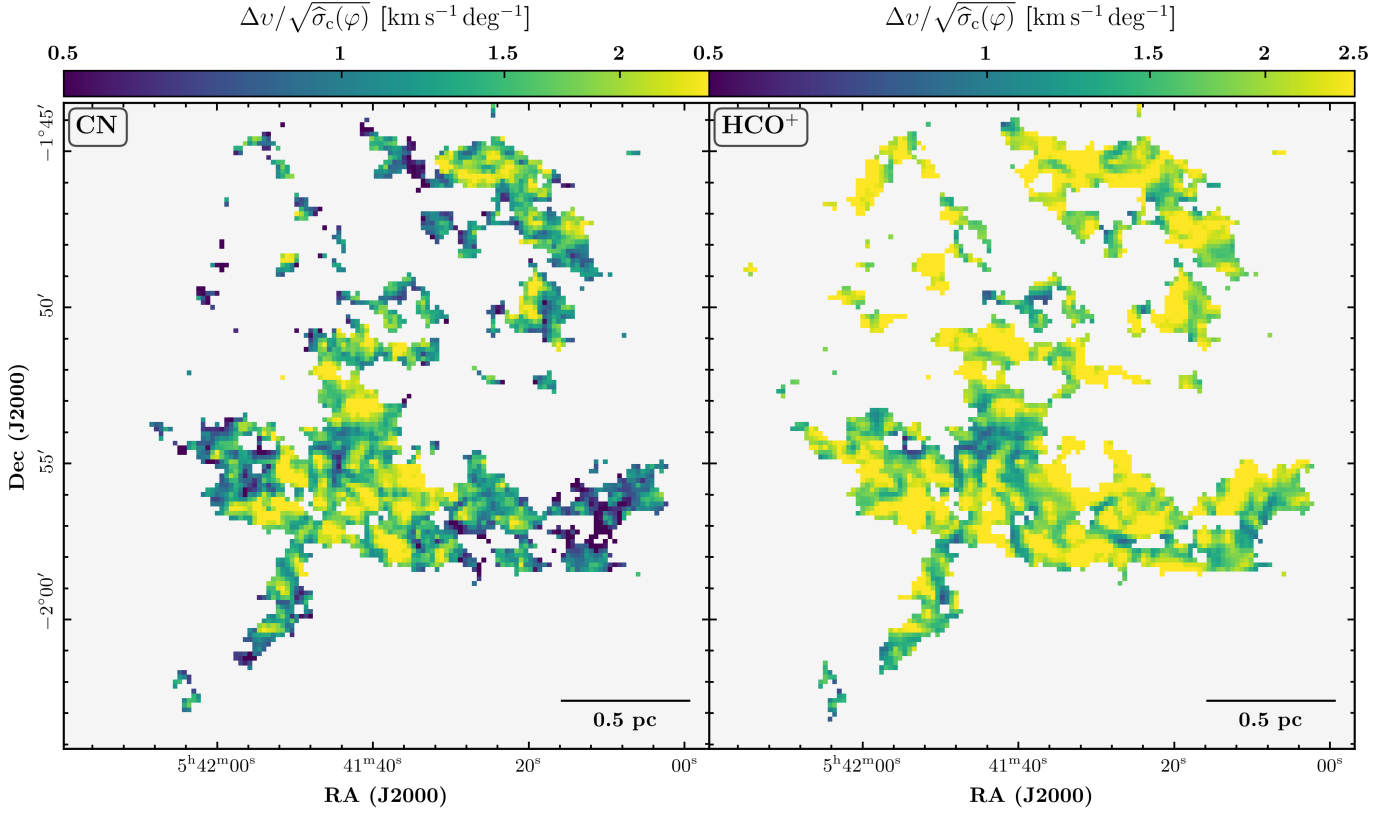 Δv/√σ̂c(φ) [km s⁻¹ deg⁻¹] Δv/√σ̂c(φ) [km s⁻¹ deg⁻¹]
0.5 1 1.5 2 0.5 1 1.5 2 2.5
CN HCO⁺
−1°45′
50′
55′
−2°00′
Dec (J2000)
0.5 pc 0.5 pc
5ʰ42ᵐ00ˢ 41ᵐ40ˢ 20ˢ 00ˢ 5ʰ42ᵐ00ˢ 41ᵐ40ˢ 20ˢ 00ˢ
RA (J2000) RA (J2000)